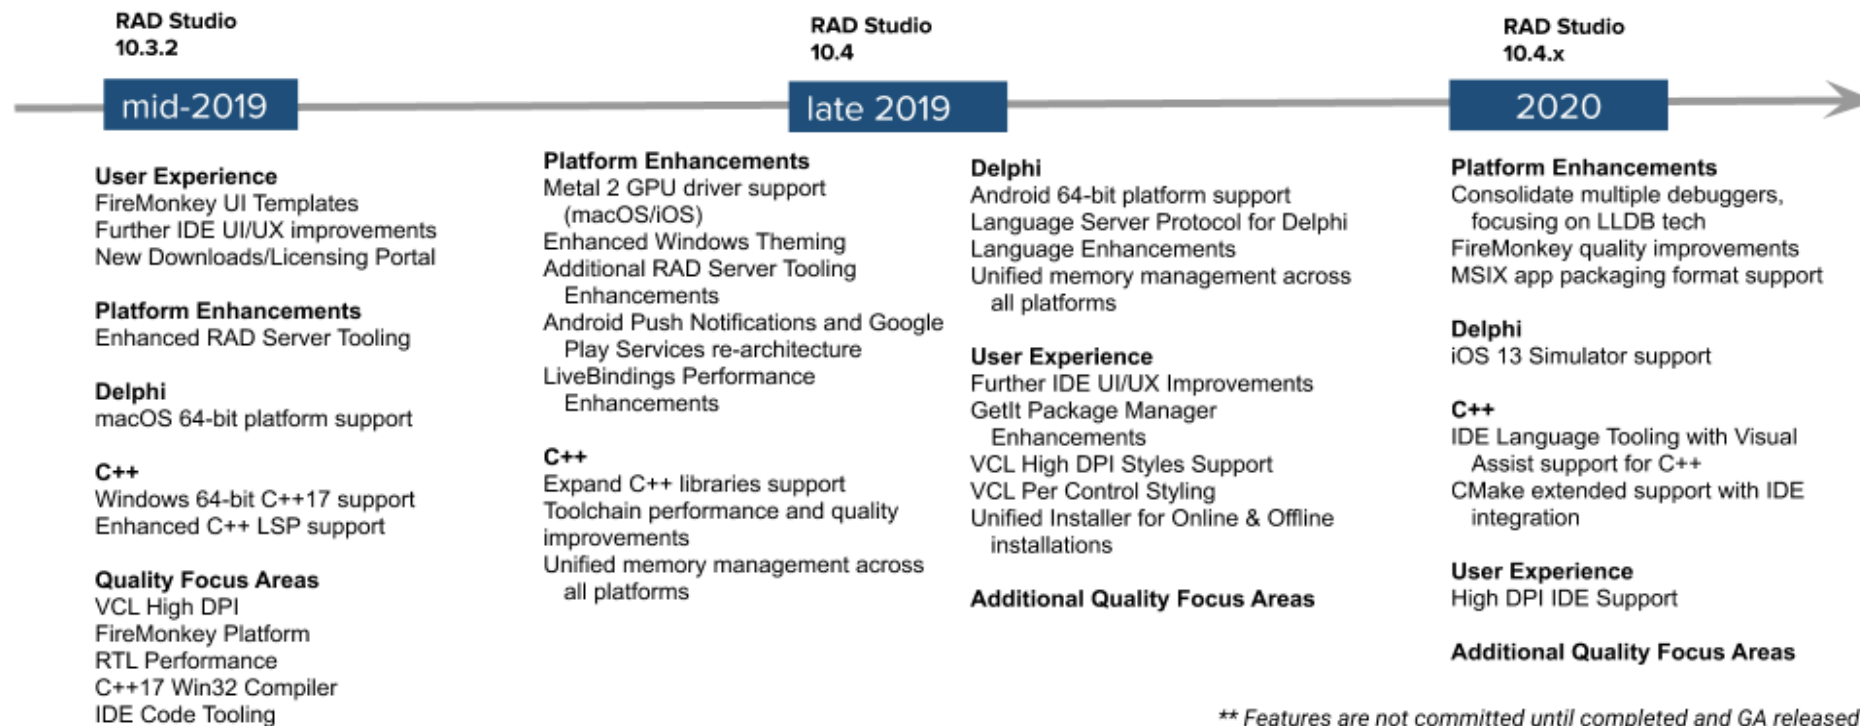 RAD Studio
10.3.2
mid-2019
User Experience
FireMonkey UI Templates
Further IDE UI/UX improvements
New Downloads/Licensing Portal
Platform Enhancements
Enhanced RAD Server Tooling
Delphi
macOS 64-bit platform support
C++
Windows 64-bit C++17 support
Enhanced C++ LSP support
Quality Focus Areas
VCL High DPI
FireMonkey Platform
RTL Performance
C++17 Win32 Compiler
IDE Code Tooling
RAD Studio
10.4
late 2019
Platform Enhancements
Metal 2 GPU driver support
(macOS/iOS)
Enhanced Windows Theming
Additional RAD Server Tooling
Enhancements
Android Push Notifications and Google
Play Services re-architecture
LiveBindings Performance
Enhancements
C++
Expand C++ libraries support
Toolchain performance and quality
improvements
Unified memory management across
all platforms
Delphi
Android 64-bit platform support
Language Server Protocol for Delphi
Language Enhancements
Unified memory management across
all platforms
User Experience
Further IDE UI/UX Improvements
GetIt Package Manager
Enhancements
VCL High DPI Styles Support
VCL Per Control Styling
Unified Installer for Online & Offline
installations
Additional Quality Focus Areas
RAD Studio
10.4.x
2020
Platform Enhancements
Consolidate multiple debuggers,
focusing on LLDB tech
FireMonkey quality improvements
MSIX app packaging format support
Delphi
iOS 13 Simulator support
C++
IDE Language Tooling with Visual
Assist support for C++
CMake extended support with IDE
integration
User Experience
High DPI IDE Support
Additional Quality Focus Areas
** Features are not committed until completed and GA released